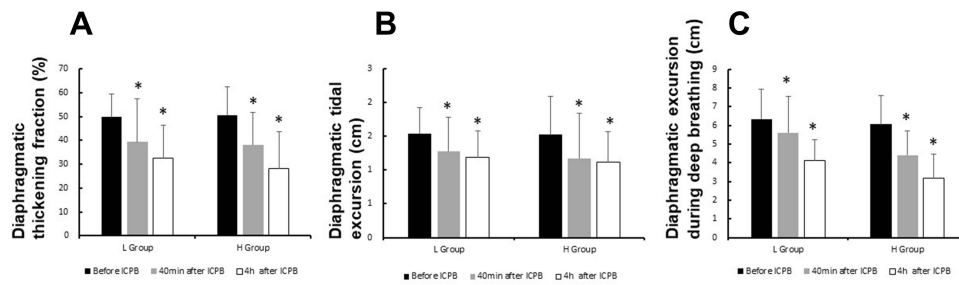 A
B
C
Diaphragmatic
thickening fraction (%)
70
60
50
40
30
20
10
0
*
*
*
*
L Group
H Group
Before ICPB
40min after ICPB
4h after ICPB
Diaphragmatic tidal
excursion (cm)
3
2
2
1
1
0
*
*
*
*
L Group
H Group
Before ICPB
40min after ICPB
4h after ICPB
Diaphragmatic excursion
during deep breathing (cm)
9
8
7
6
5
4
3
2
1
0
*
*
*
*
L Group
H Group
Before ICPB
40min after ICPB
4h after ICPB